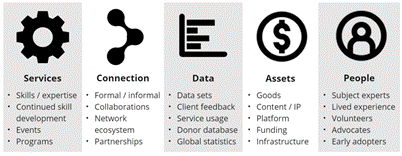 Services
• Skills / expertise
• Continued skill
development
• Events
• Programs
Connection
• Formal / informal
• Collaborations
• Network
ecosystem
• Partnerships
Data
• Data sets
• Client feedback
• Service usage
• Donor database
• Global statistics
Assets
• Goods
• Content / IP
• Platform
• Funding
• Infrastructure
People
• Subject experts
• Lived experience
• Volunteers
• Advocates
• Early adopters